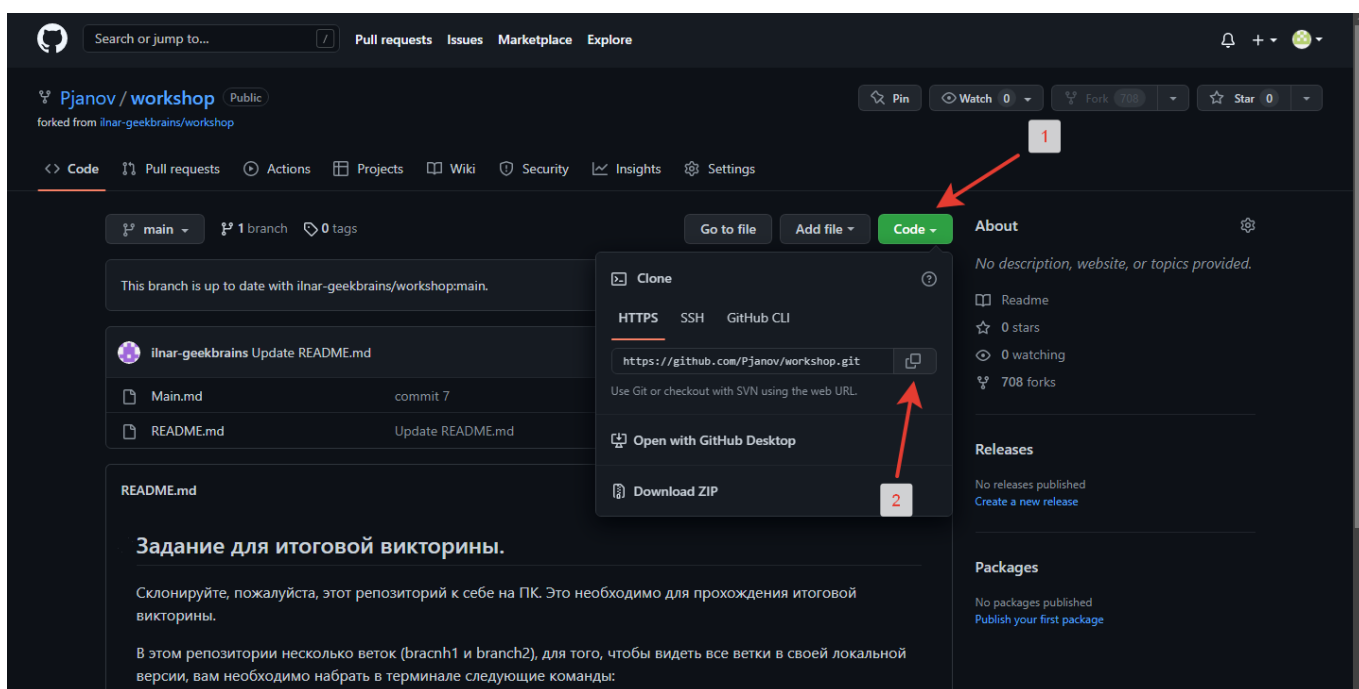 Search or jump to... /
Pull requests Issues Marketplace Explore
Pjanov / workshop Public
forked from ilnar-geekbrains/workshop
Pin
Watch 0
Fork 708
Star 0
1
<> Code
Pull requests
Actions
Projects
Wiki
Security
Insights
Settings
main
1 branch
0 tags
Go to file
Add file
Code
This branch is up to date with ilnar-geekbrains/workshop:main.
ilnar-geekbrains Update README.md
Main.md commit 7
README.md Update README.md
Clone
HTTPS SSH GitHub CLI
https://github.com/Pjanov/workshop.git
Use Git or checkout with SVN using the web URL.
Open with GitHub Desktop
Download ZIP
2
README.md
Задание для итоговой викторины.
Склонируйте, пожалуйста, этот репозиторий к себе на ПК. Это необходимо для прохождения итоговой
викторины.
В этом репозитории несколько веток (bracnh1 и branch2), для того, чтобы видеть все ветки в своей локальной
версии, вам необходимо набрать в терминале следующие команды:
About
No description, website, or topics provided.
Readme
0 stars
0 watching
708 forks
Releases
No releases published
Create a new release
Packages
No packages published
Publish your first package